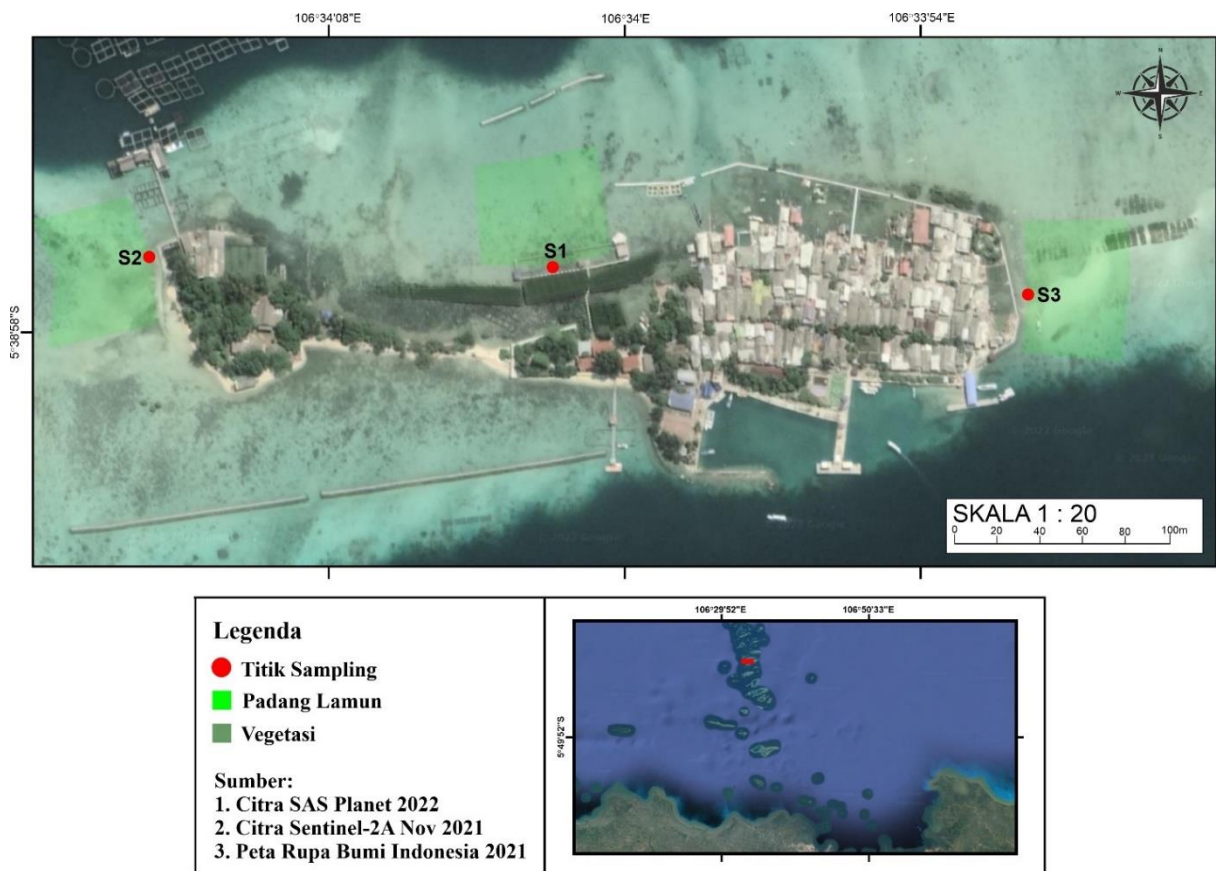 106°34'08"E 106°34'E 106°33'54"E
N
W E
S
S2
S1
S3
5°38'58"S
SKALA 1 : 20
0 20 40 60 80 100m
Legenda
Titik Sampling
Padang Lamun
Vegetasi
Sumber:
1. Citra SAS Planet 2022
2. Citra Sentinel-2A Nov 2021
3. Peta Rupa Bumi Indonesia 2021
106°29'52"E 106°50'33"E
5°49'52"S